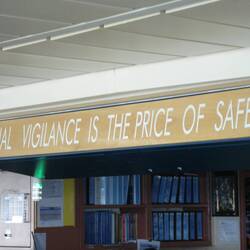 AL VIGILANCE IS THE PRICE OF SAFE